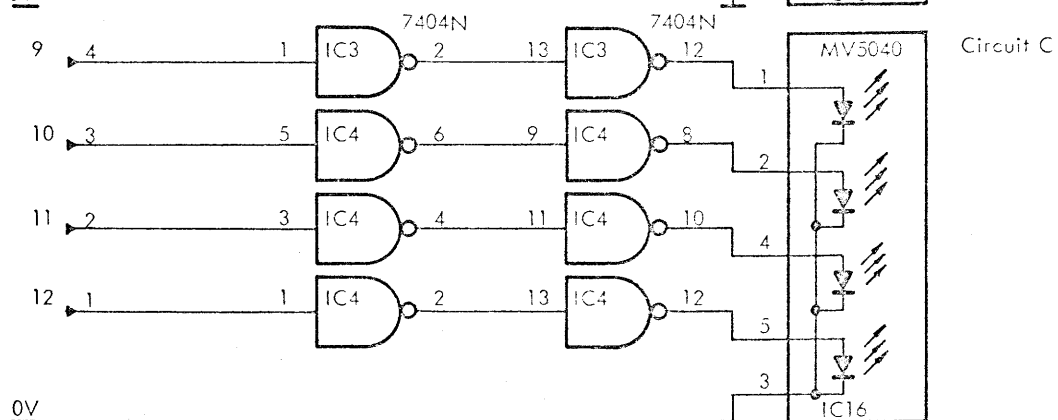 7404N 7404N
9 4 1 IC3 2 13 IC3 12 MV5040 Circuit C
1
10 3 5 IC4 6 9 IC4 8
2
11 2 3 IC4 4 11 IC4 10
4
12 1 1 IC4 2 13 IC4 12
5
3
0V IC16